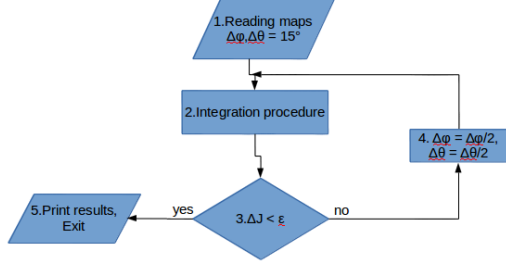 1.Reading maps
Δφ,Δθ = 15°
2.Integration procedure
3.ΔJ < ε
yes
no
4. Δφ = Δφ/2,
Δθ = Δθ/2
5.Print results,
Exit